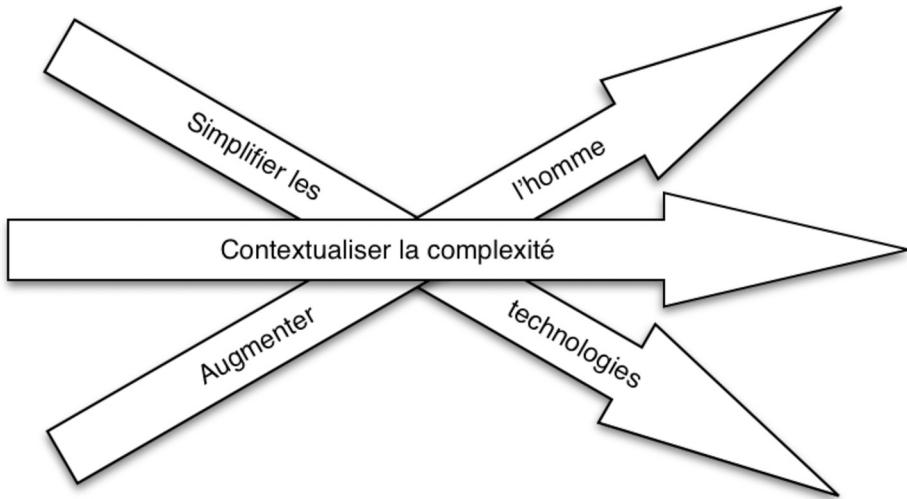 Simplifier les
technologies
Contextualiser la complexité
Augmenter
l'homme